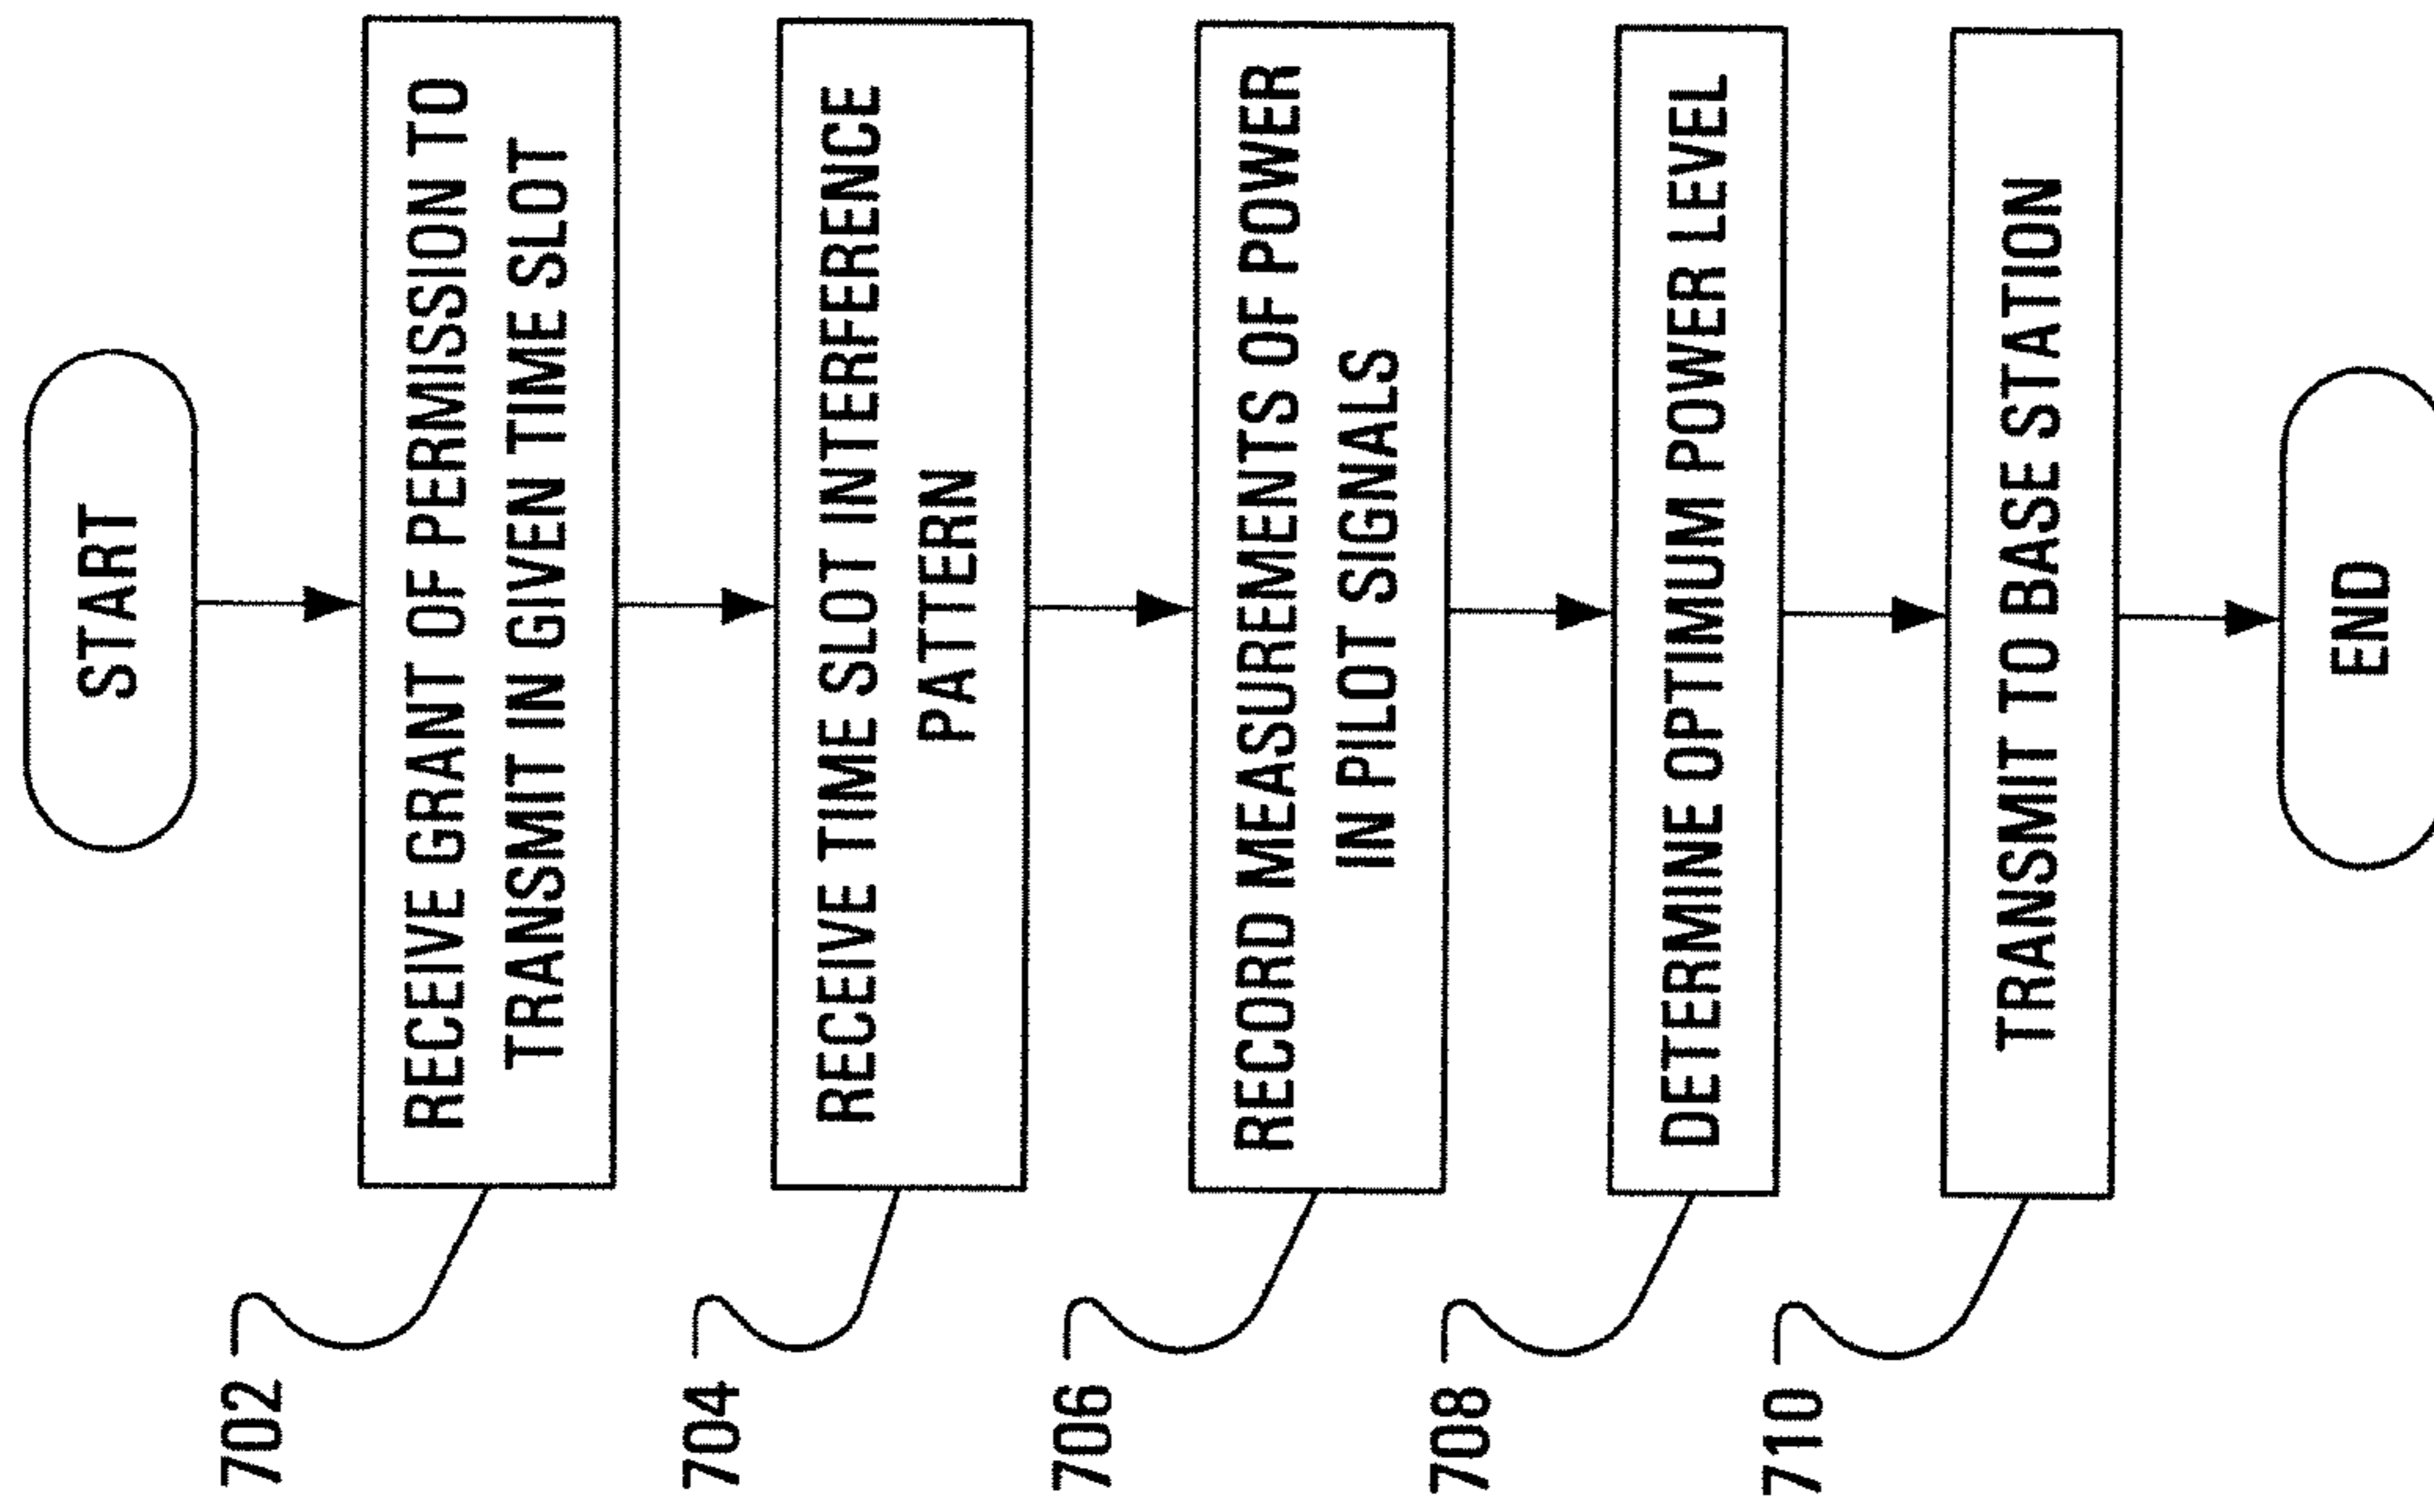 START
702
RECEIVE GRANT OF PERMISSION TO
TRANSMIT IN GIVEN TIME SLOT
704
RECEIVE TIME SLOT INTERFERENCE
PATTERN
706
RECORD MEASUREMENTS OF POWER
IN PILOT SIGNALS
708
DETERMINE OPTIMUM POWER LEVEL
710
TRANSMIT TO BASE STATION
END